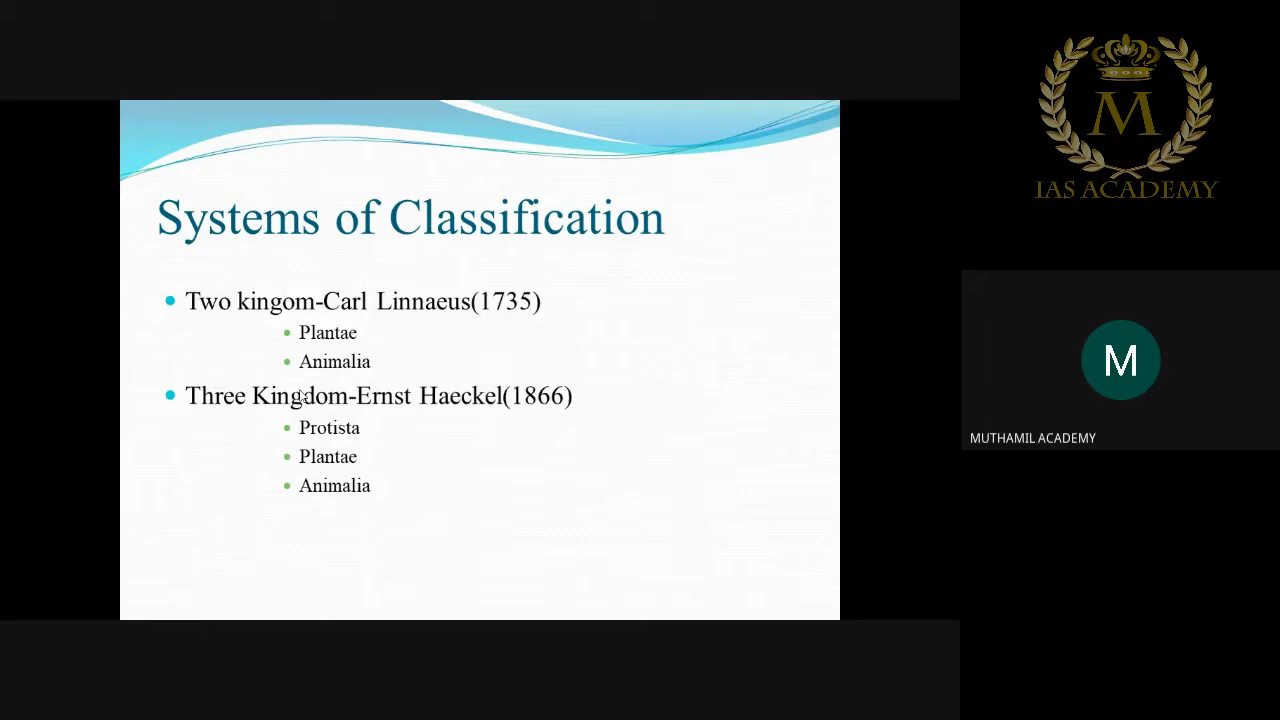 Systems of Classification
Two kingom-Carl Linnaeus(1735)
Plantae
Animalia
Three Kingdom-Ernst Haeckel(1866)
Protista
Plantae
Animalia
M
IAS ACADEMY
M
MUTHAMIL ACADEMY